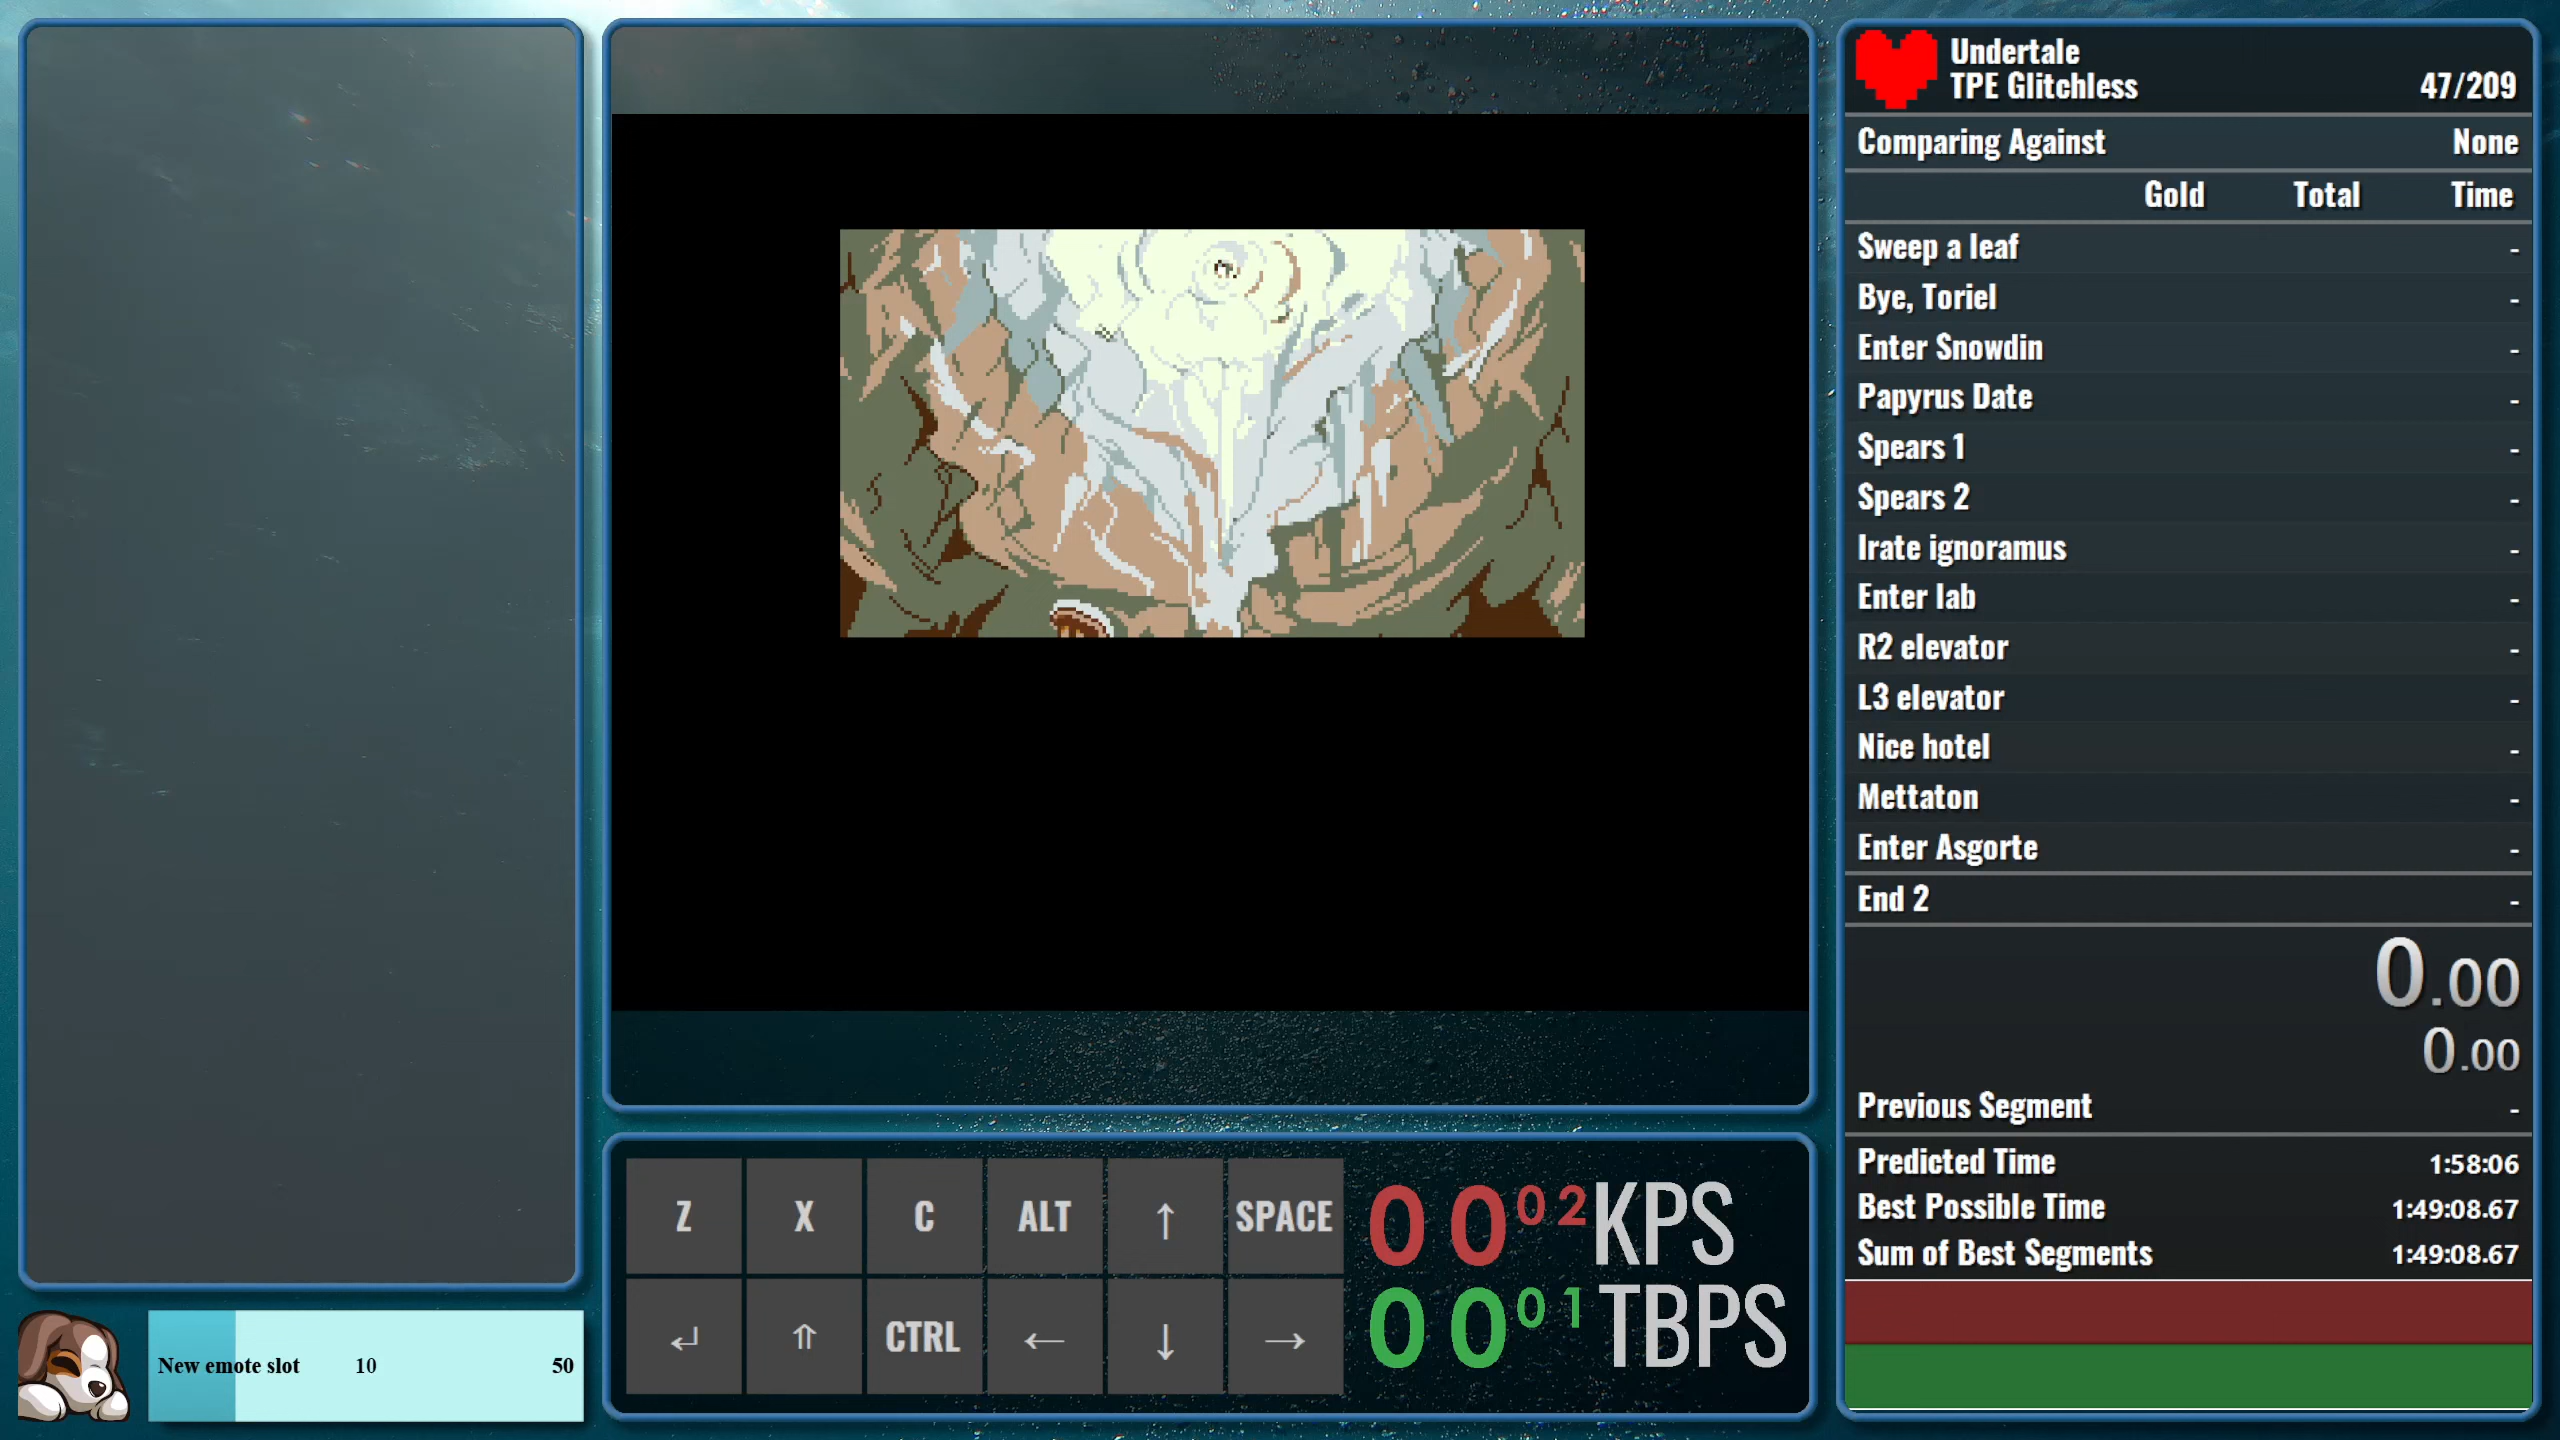 Undertale
TPE Glitchless 47/209
Comparing Against None
Gold Total Time
Sweep a leaf -
Bye, Toriel -
Enter Snowdin -
Papyrus Date -
Spears 1 -
Spears 2 -
Irate ignoramus -
Enter lab -
R2 elevator -
L3 elevator -
Nice hotel -
Mettaton -
Enter Asgorte -
End 2 -
0.00
0.00
Previous Segment -
Predicted Time 1:58:06
Best Possible Time 1:49:08.67
Sum of Best Segments 1:49:08.67
Z X C ALT ↑ SPACE
↵ ⇑ CTRL ← ↓ →
0 0 0 2 KPS
0 0 0 1 TBPS
New emote slot 10 50